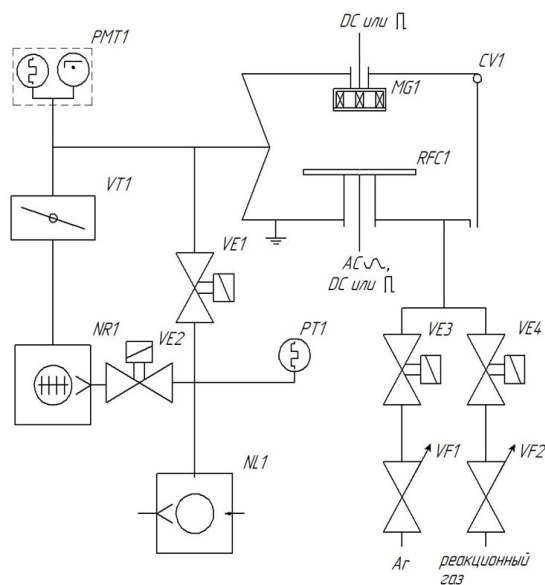 DC или
PMT1
CV1
MG1
RFC1
VT1
VE1
AC
DC или
NR1
VE2
PT1
VE3
VE4
NL1
VF1
VF2
Ar
реакционный
газ